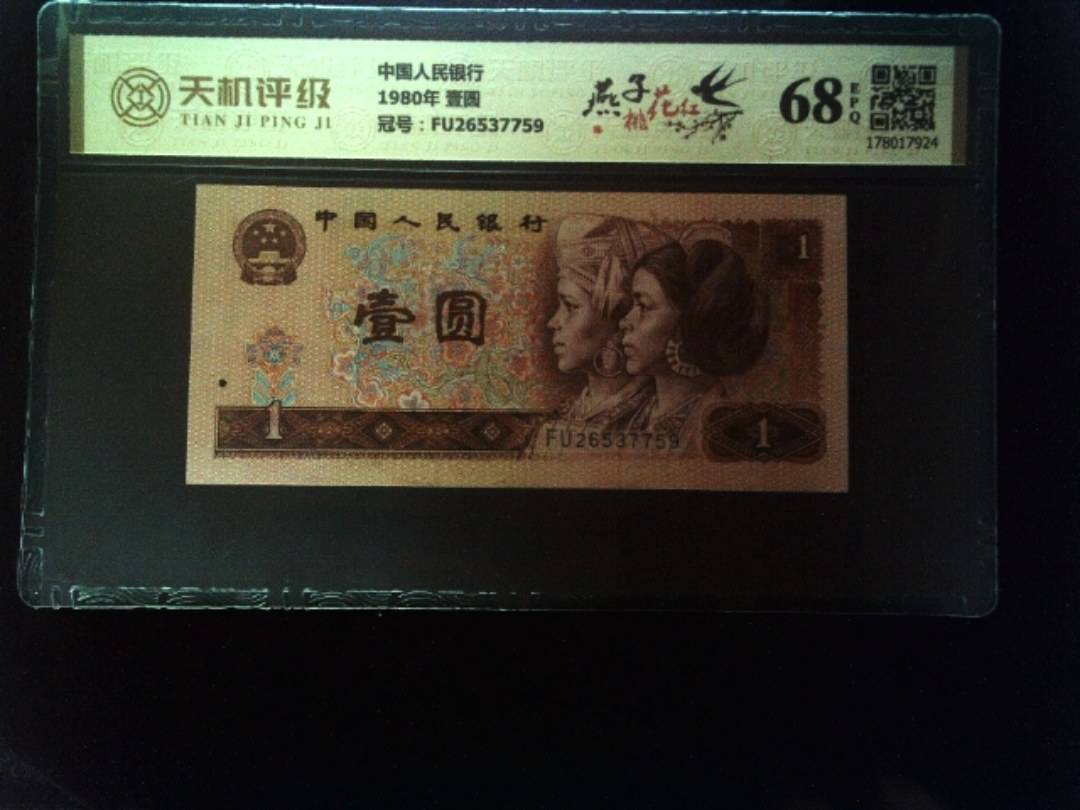 天机评级
TIAN JI PING JI
中国人民银行
1980年 壹圆
冠号：FU26537759
燕子
桃花红
68
EPQ
178017924
中国人民银行
1
壹圆
1
FU26537759
1